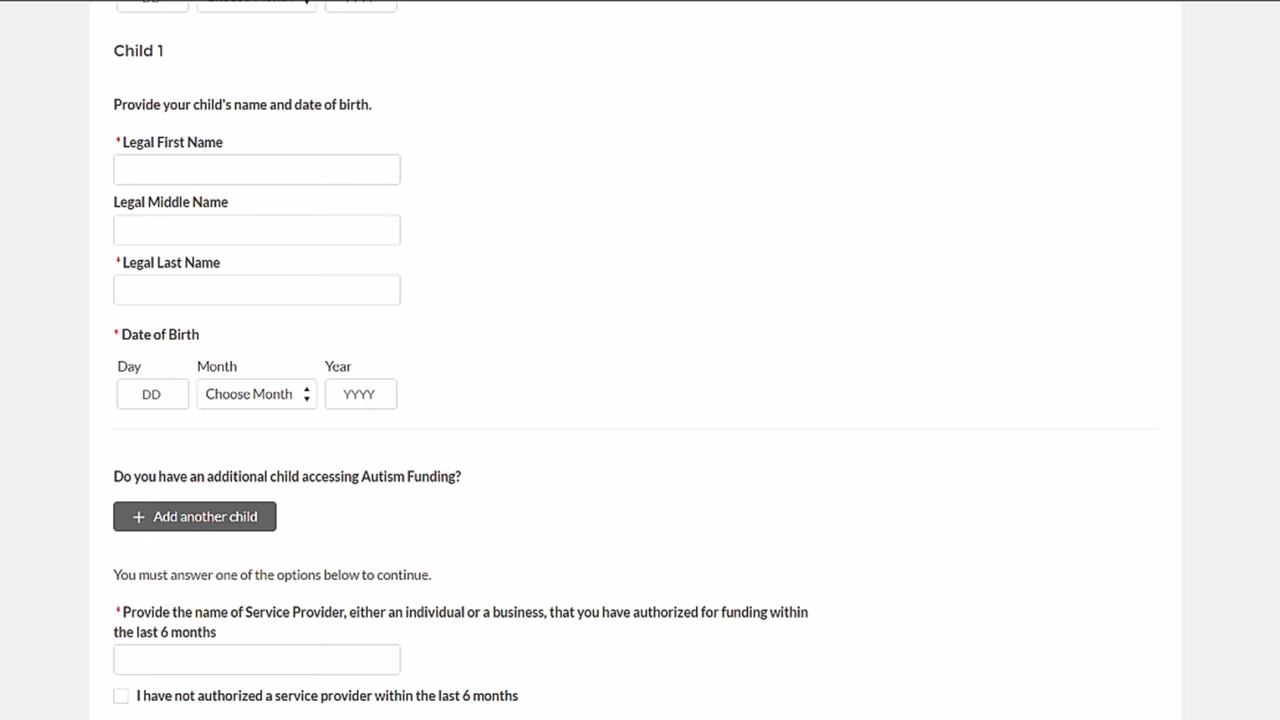 Child 1
Provide your child's name and date of birth.
* Legal First Name
Legal Middle Name
* Legal Last Name
* Date of Birth
Day Month Year
DD Choose Month YYYY
Do you have an additional child accessing Autism Funding?
+ Add another child
You must answer one of the options below to continue.
* Provide the name of Service Provider, either an individual or a business, that you have authorized for funding within
the last 6 months
I have not authorized a service provider within the last 6 months